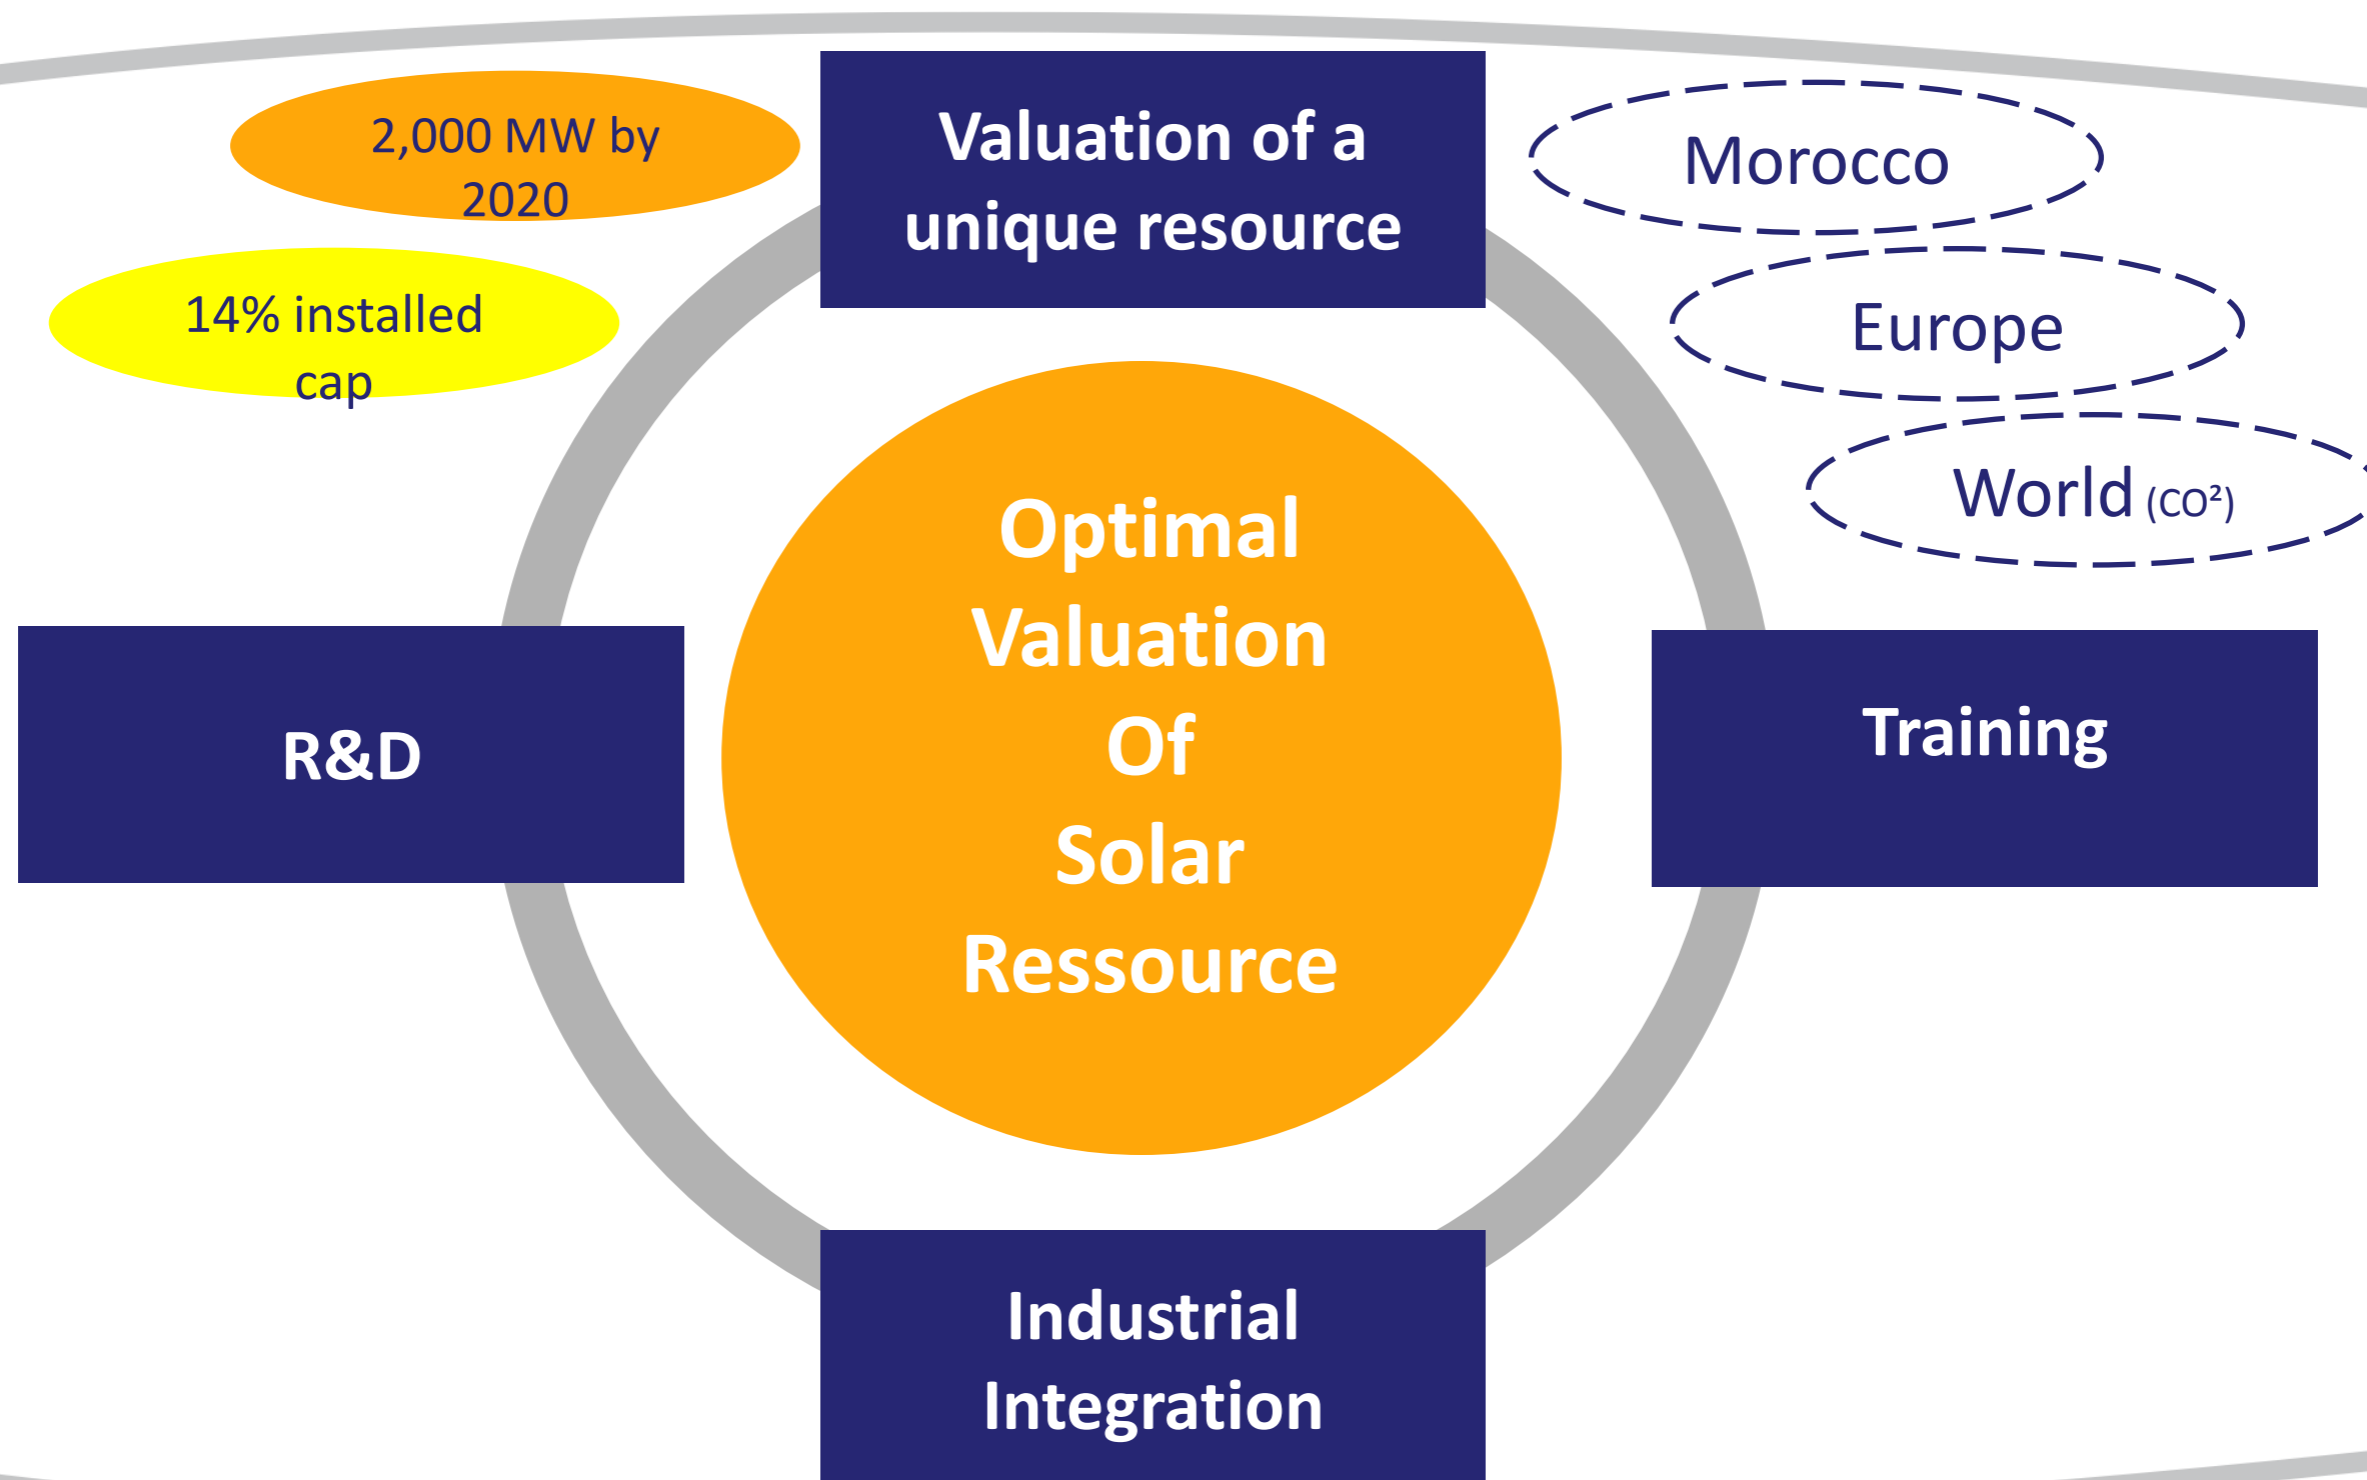 2,000 MW by
2020
14% installed
cap
Valuation of a
unique resource
Morocco
Europe
World (CO²)
R&D
Optimal
Valuation
Of
Solar
Ressource
Training
Industrial
Integration